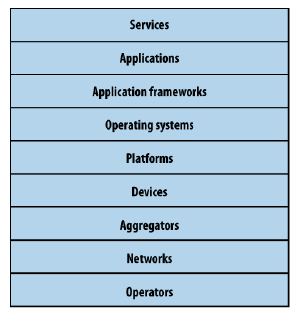 Services
Applications
Application frameworks
Operating systems
Platforms
Devices
Aggregators
Networks
Operators